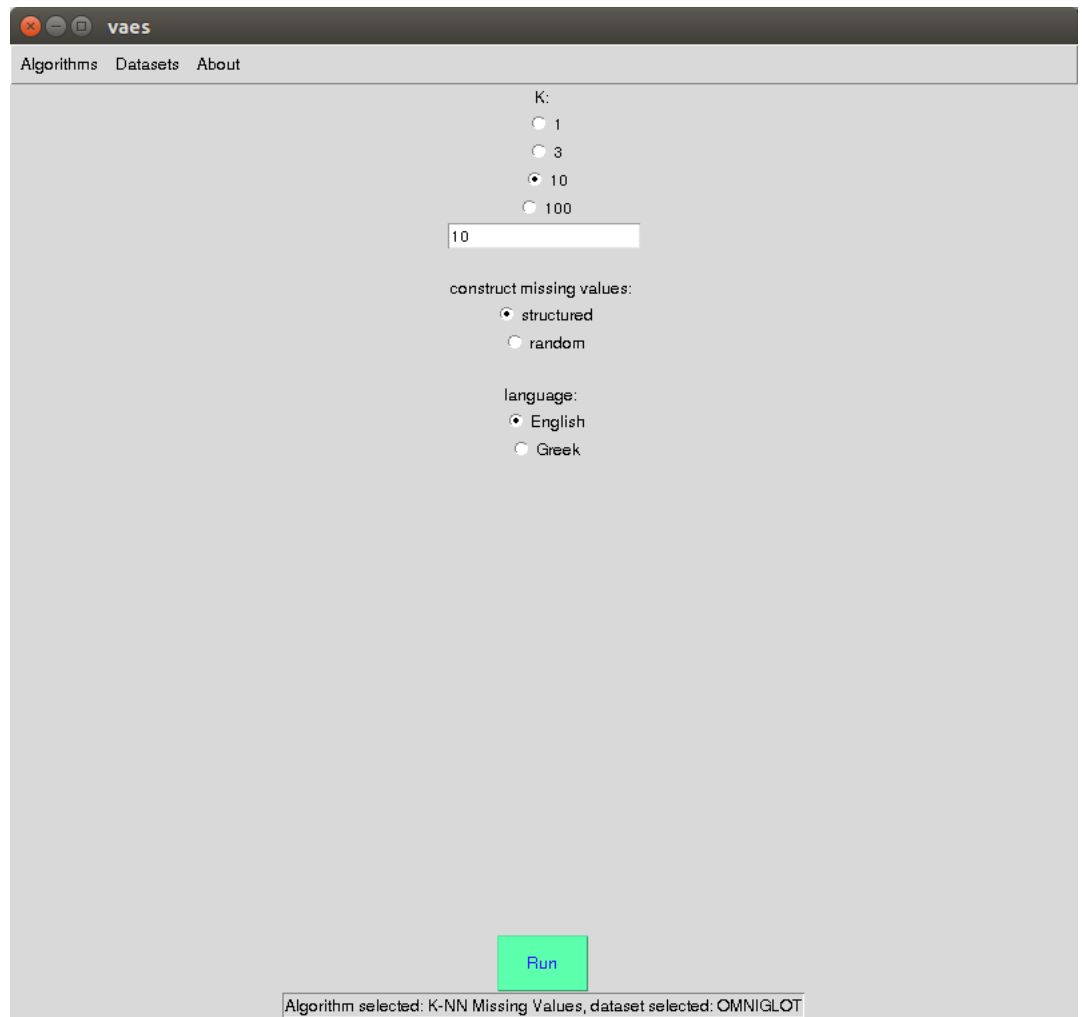 vaes
Algorithms Datasets About
K:
1
3
10
100
10
construct missing values:
structured
random
language:
English
Greek
Run
Algorithm selected: K-NN Missing Values, dataset selected: OMNIGLOT